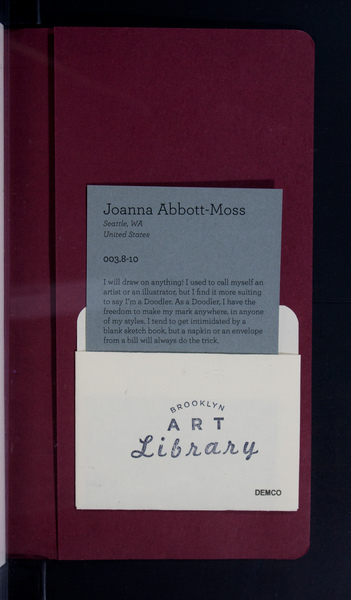 Joanna Abbott-Moss
Seattle, WA
United States
003.8-10
I will draw on anything! I used to call myself an
artist or an illustrator, but I find it more suiting
to say I'm a Doodler. As a Doodler, I have the
freedom to make my mark anywhere, in anyone
of my styles. I tend to get intimidated by a
blank sketch book, but a napkin or an envelope
from a bill will always do the trick.
BROOKLYN
ART
Library
DEMCO